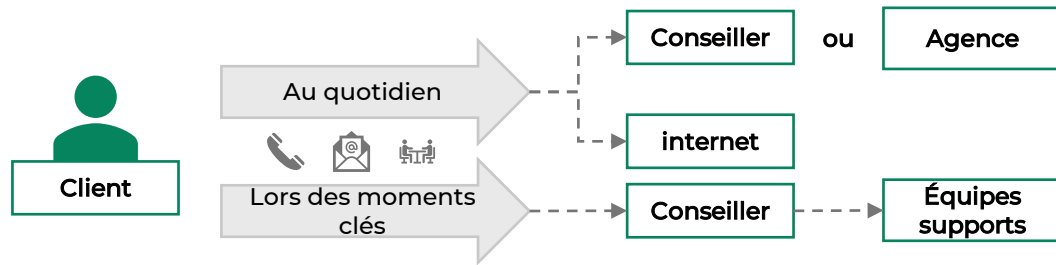 Conseiller ou Agence
Au quotidien
@
internet
Client
Lors des moments
clés
Conseiller
Équipes
supports